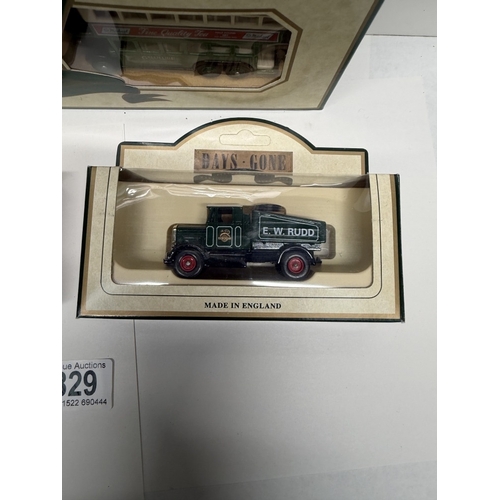 DAYS-GONE
E. W. RUDD
MADE IN ENGLAND
ue Auctions
329
1522 690444